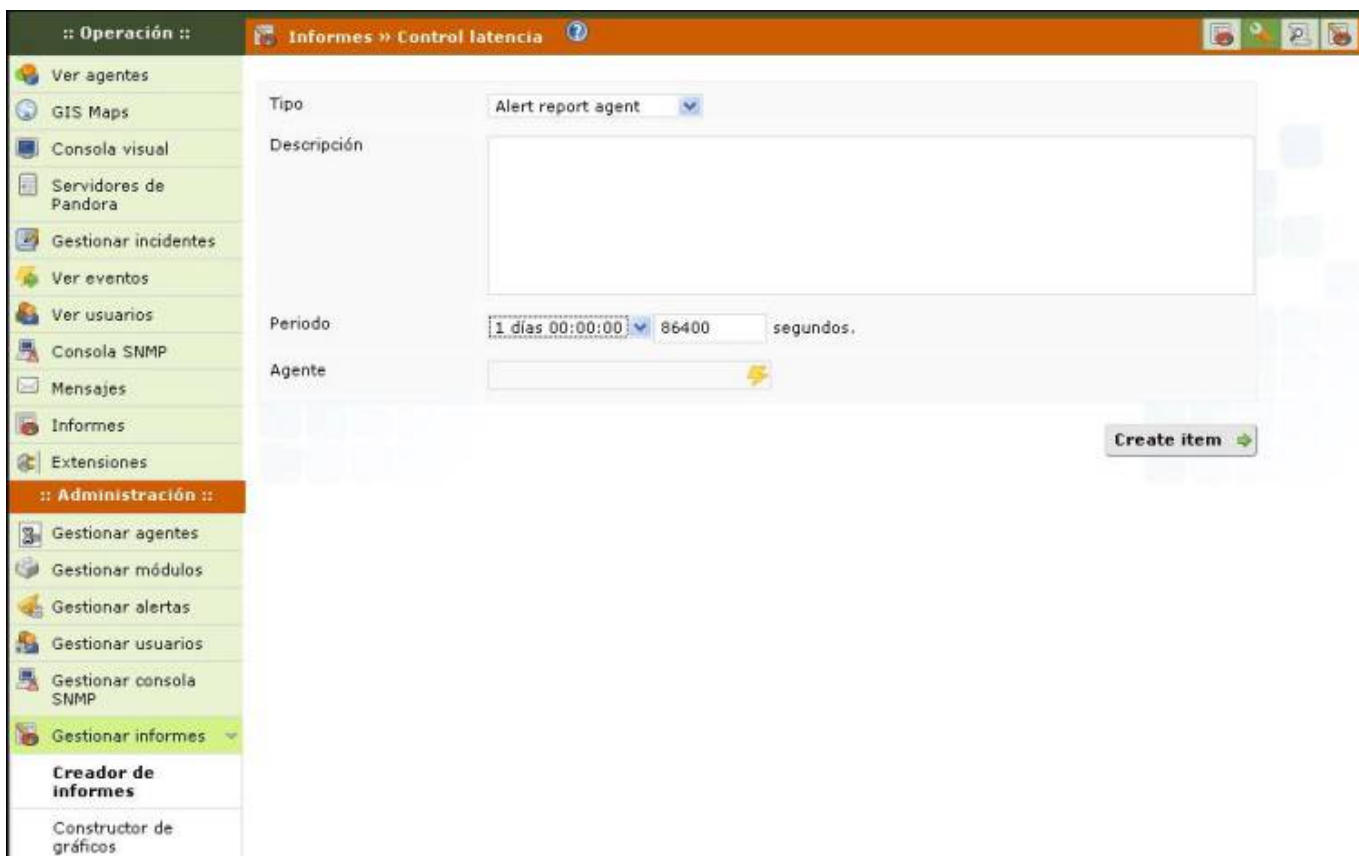 :: Operación ::
Ver agentes
GIS Maps
Consola visual
Servidores de
Pandora
Gestionar incidentes
Ver eventos
Ver usuarios
Consola SNMP
Mensajes
Informes
Extensiones
:: Administración ::
Gestionar agentes
Gestionar módulos
Gestionar alertas
Gestionar usuarios
Gestionar consola
SNMP
Gestionar informes
Creador de
informes
Constructor de
gráficos
Informes » Control latencia
Tipo
Alert report agent
Descripción
Periodo
1 días 00:00:00 86400 segundos.
Agente
Create item